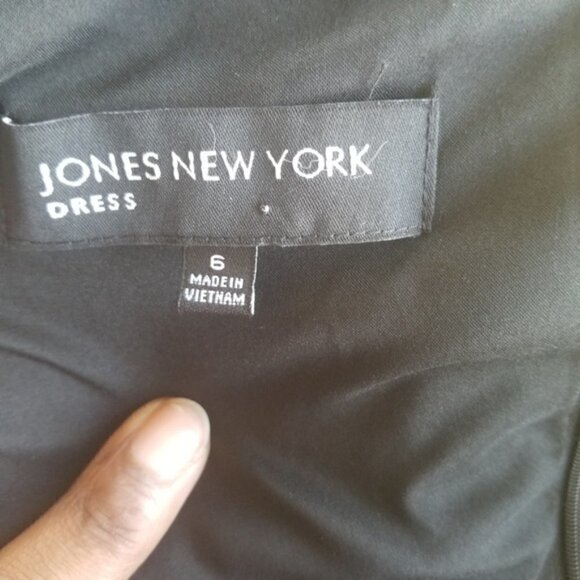 JONES NEW YORK
DRESS
6
MADE IN
VIETNAM